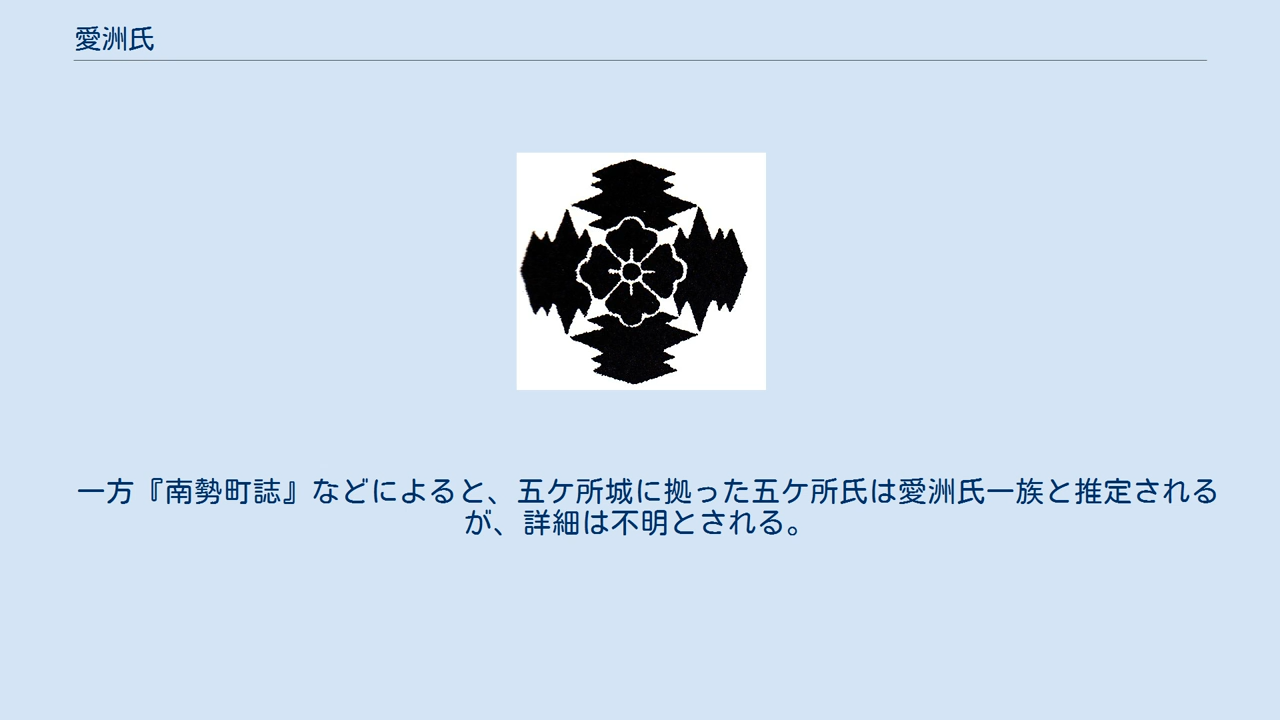 愛洲氏
一方『南勢町誌』などによると、五ケ所城に拠った五ケ所氏は愛洲氏一族と推定される
が、詳細は不明とされる。